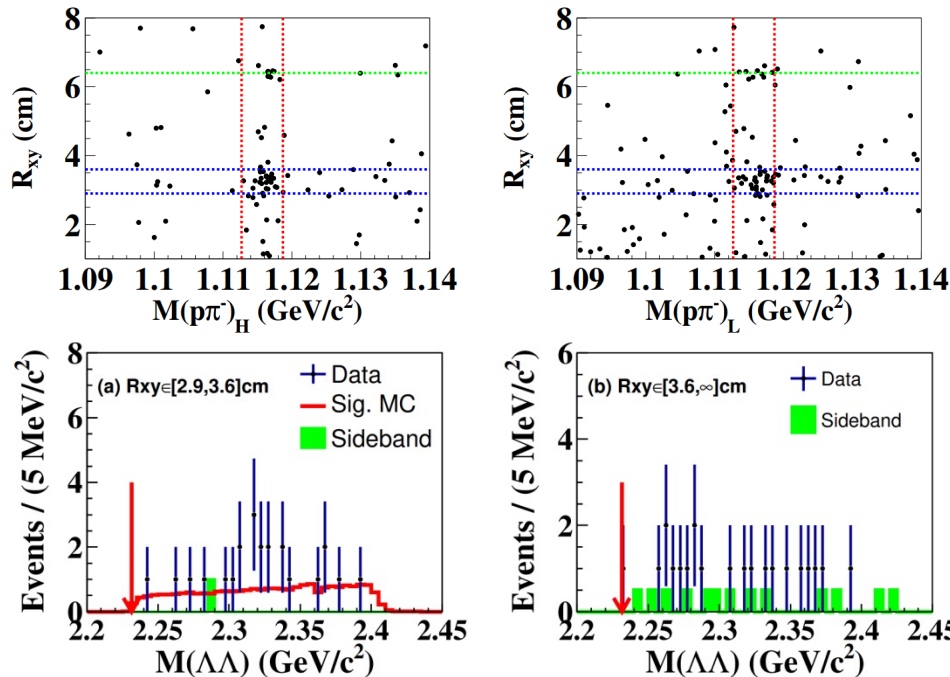 8
6
4
2
R_xy (cm)
1.09 1.1 1.11 1.12 1.13 1.14
M(pπ⁻)_H (GeV/c²)
8
6
4
2
R_xy (cm)
1.09 1.1 1.11 1.12 1.13 1.14
M(pπ⁻)_L (GeV/c²)
8
6
4
2
0
Events / (5 MeV/c²)
(a) Rxy∈[2.9,3.6]cm
Data
Sig. MC
Sideband
2.2 2.25 2.3 2.35 2.4 2.45
M(ΛΛ) (GeV/c²)
6
4
2
0
Events / (5 MeV/c²)
(b) Rxy∈[3.6,∞]cm
Data
Sideband
2.2 2.25 2.3 2.35 2.4 2.45
M(ΛΛ) (GeV/c²)